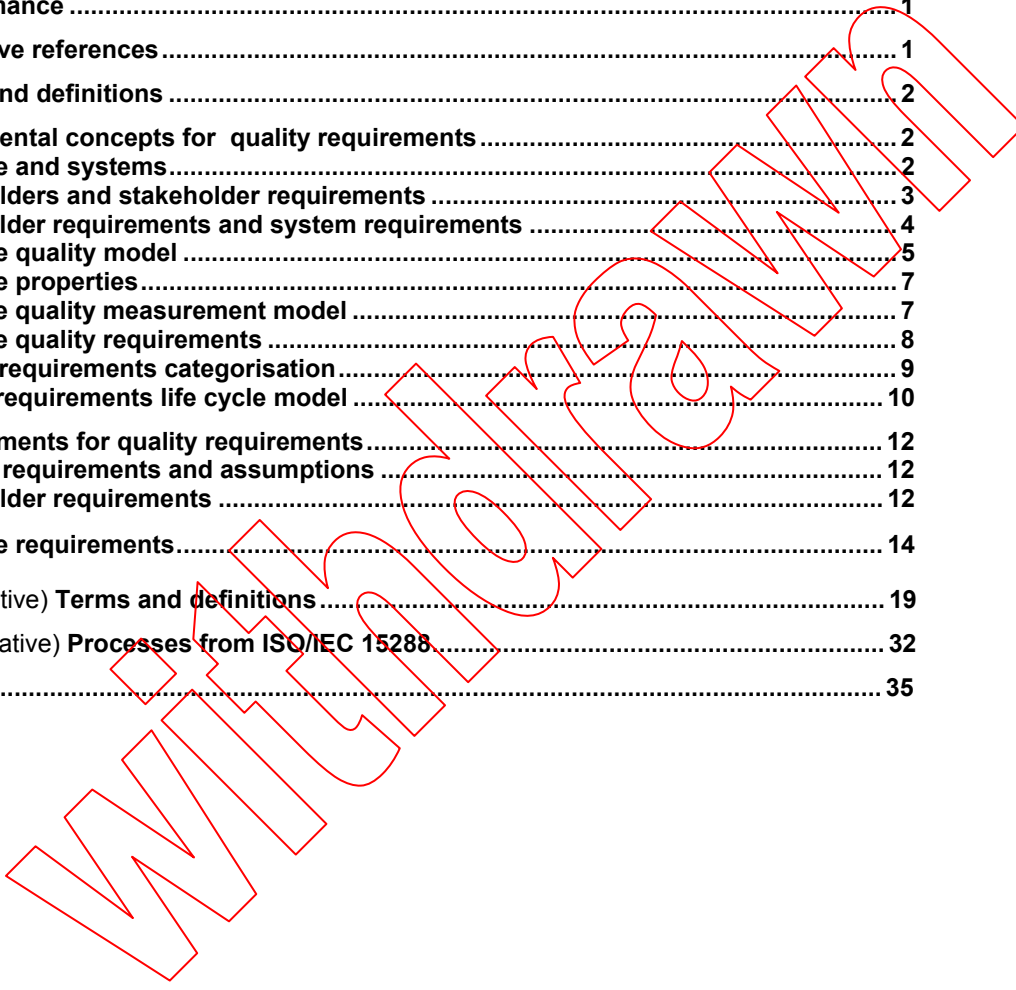 nance ........ 1
ve references ........ 1
nd definitions ........ 2
ental concepts for quality requirements ........ 2
e and systems ........ 2
olders and stakeholder requirements ........ 3
older requirements and system requirements ........ 4
e quality model ........ 5
e properties ........ 7
e quality measurement model ........ 7
e quality requirements ........ 8
requirements categorisation ........ 9
requirements life cycle model ........ 10
ments for quality requirements ........ 12
requirements and assumptions ........ 12
older requirements ........ 12
e requirements ........ 14
tive) Terms and definitions ........ 19
ative) Processes from ISO/IEC 15288 ........ 32
........ 35
withdrawn